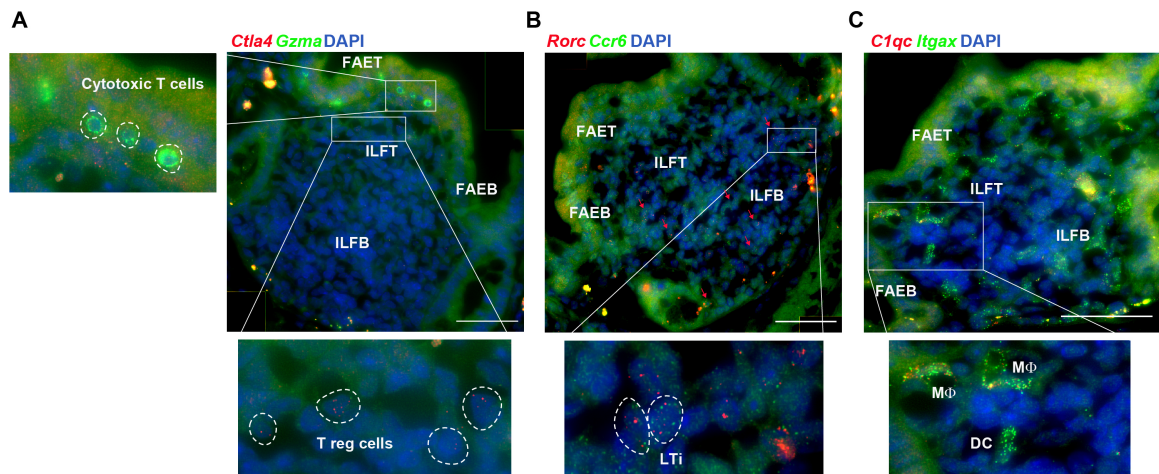 A
Ctla4 Gzma DAPI
Cytotoxic T cells
FAET
ILFT
FAEB
ILFB
T reg cells
B
Rorc Ccr6 DAPI
FAET
ILFT
ILFB
FAEB
LTi
C
C1qc Itgax DAPI
FAET
ILFT
ILFB
FAEB
MΦ
MΦ
DC